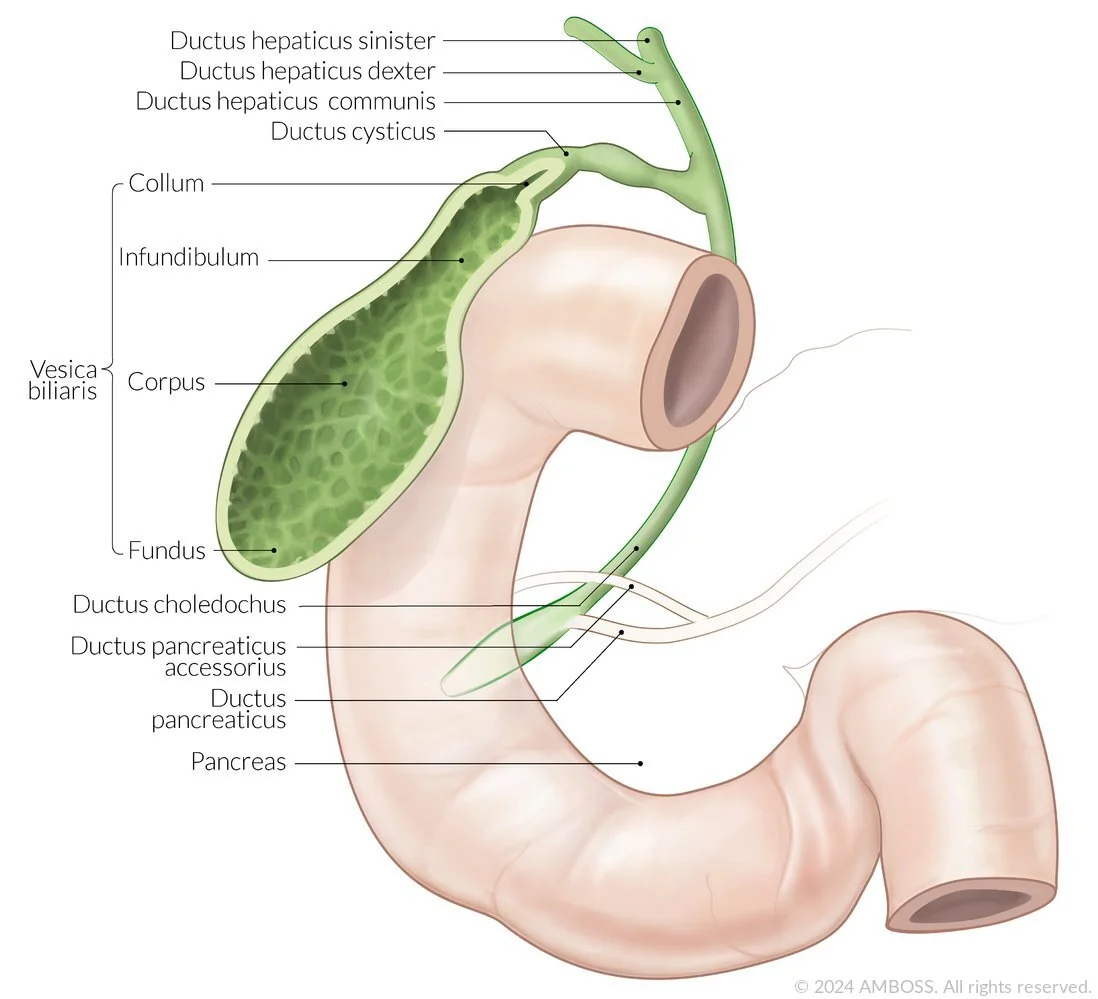 Ductus hepaticus sinister
Ductus hepaticus dexter
Ductus hepaticus communis
Ductus cysticus
Collum
Infundibulum
Vesica
biliaris
Corpus
Fundus
Ductus choledochus
Ductus pancreaticus
accessorius
Ductus
pancreaticus
Pancreas
© 2024 AMBOSS. All rights reserved.